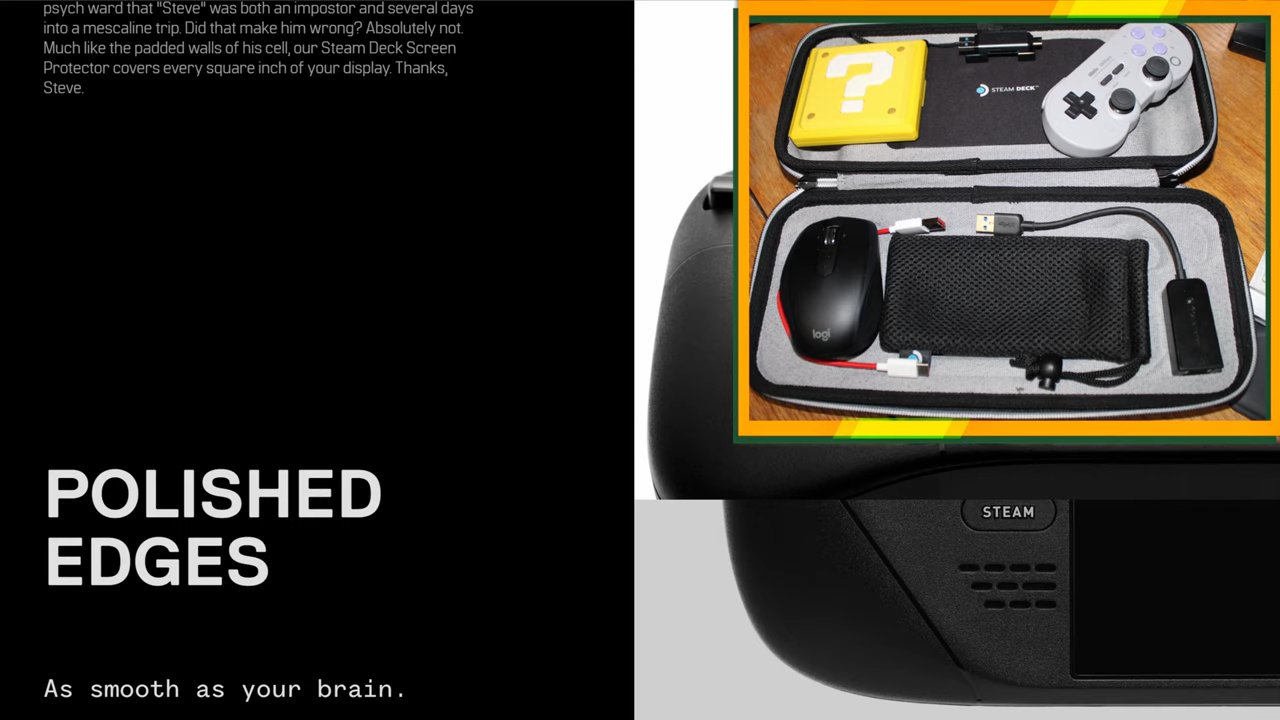 psych ward that "Steve" was both an impostor and several days
into a mescaline trip. Did that make him wrong? Absolutely not.
Much like the padded walls of his cell, our Steam Deck Screen
Protector covers every square inch of your display. Thanks,
Steve.
POLISHED
EDGES
As smooth as your brain.
?
STEAM DECK™
logi
STEAM